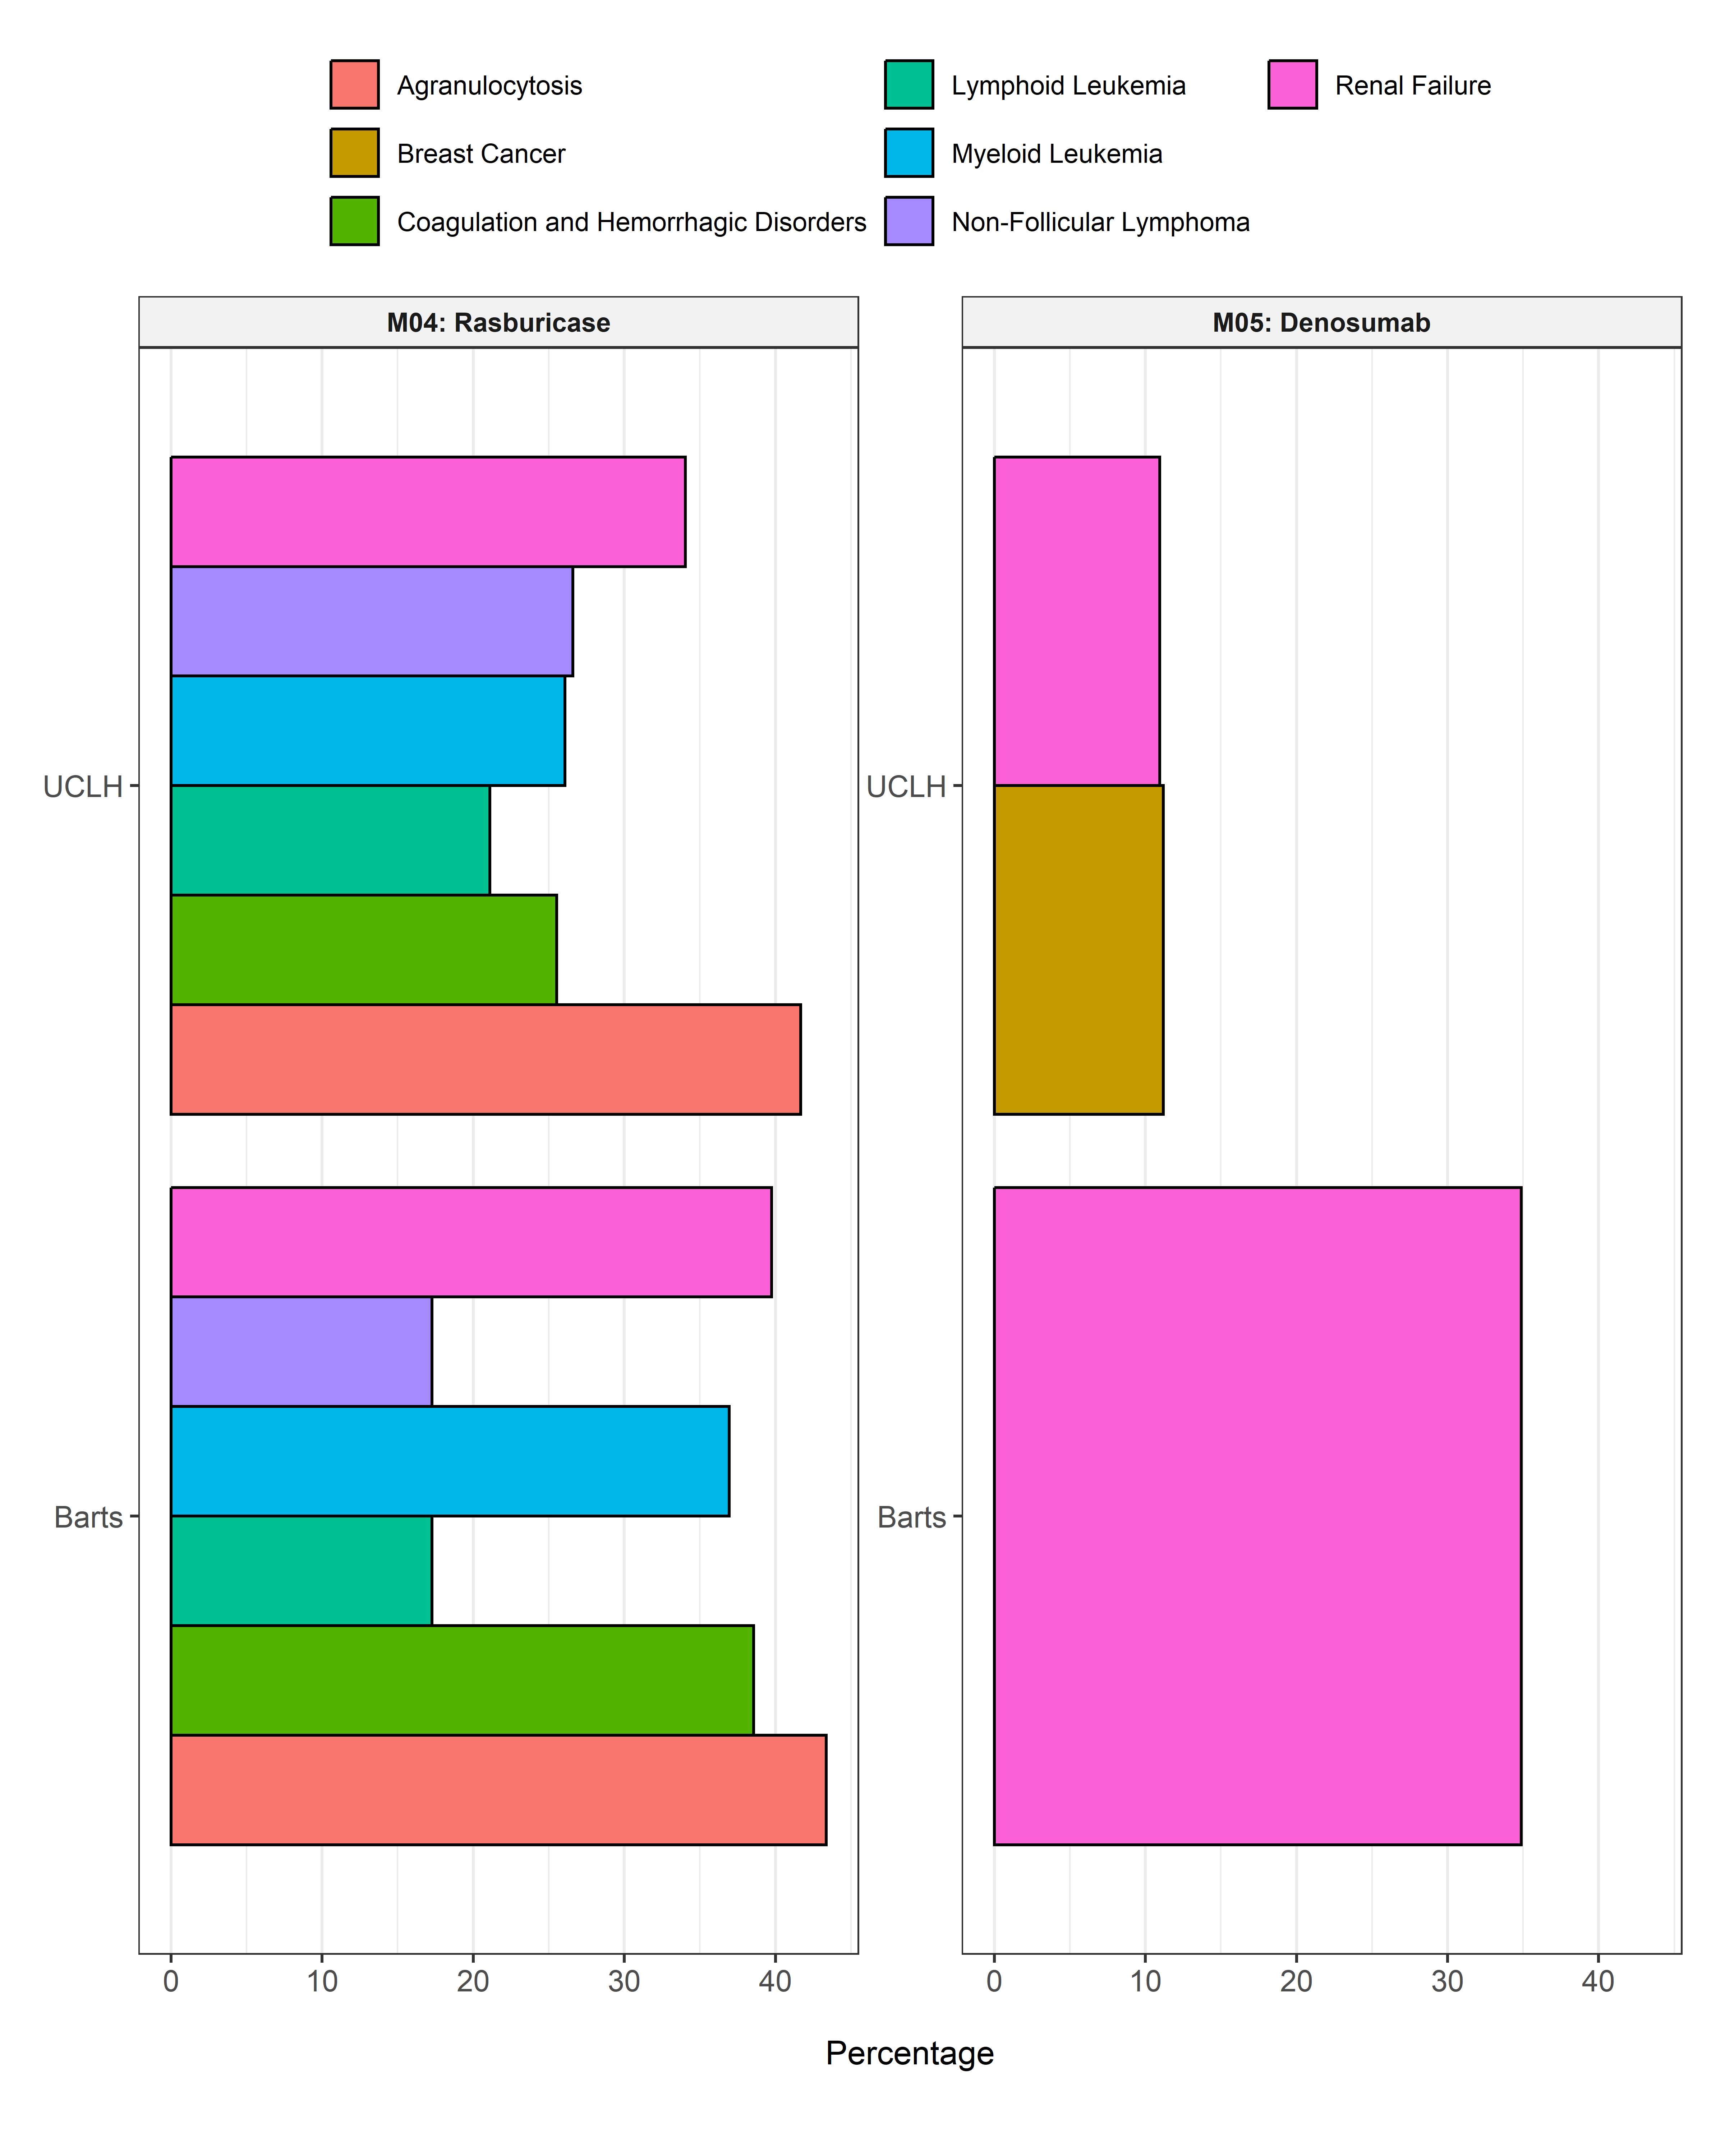 Agranulocytosis
Breast Cancer
Coagulation and Hemorrhagic Disorders
Lymphoid Leukemia
Myeloid Leukemia
Non-Follicular Lymphoma
Renal Failure
M04: Rasburicase
UCLH
Barts
0 10 20 30 40
M05: Denosumab
UCLH
Barts
0 10 20 30 40
Percentage